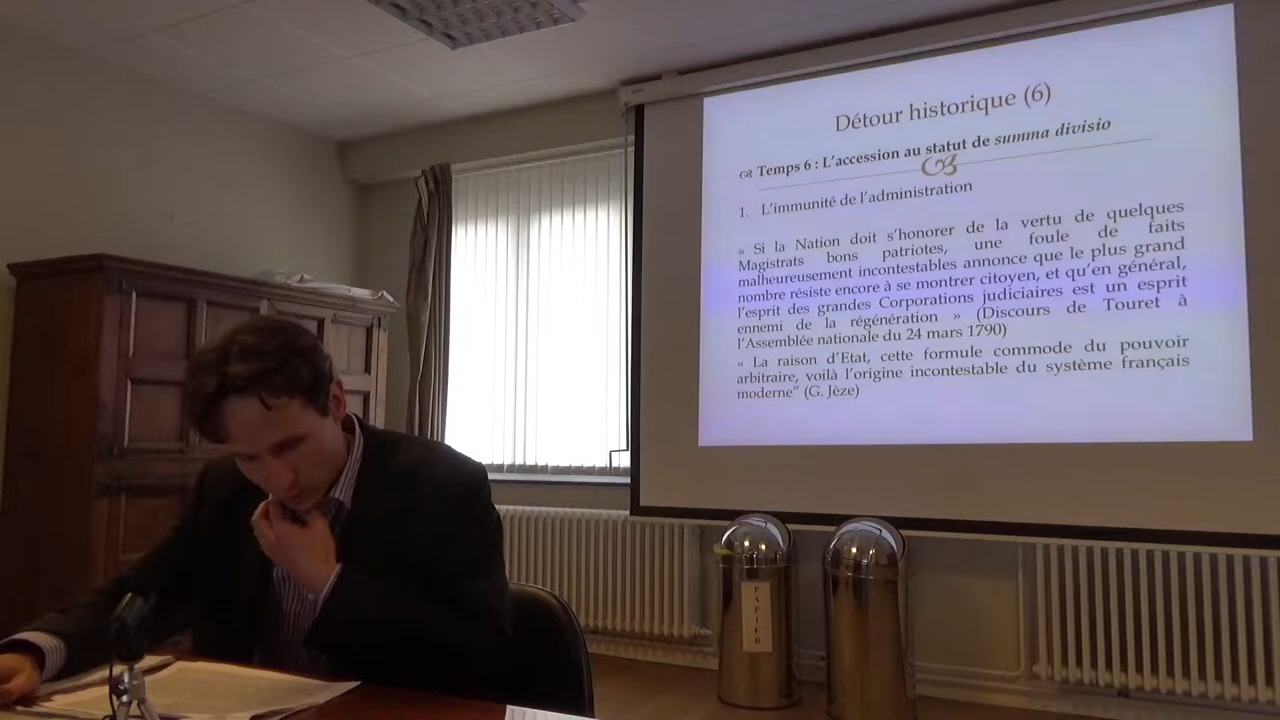 Détour historique (6)
Temps 6 : L'accession au statut de summa divisio
1. L'immunité de l'administration
« Si la Nation doit s'honorer de la vertu de quelques
Magistrats bons patriotes, une foule de faits
malheureusement incontestables annonce que le plus grand
nombre résiste encore à se montrer citoyen, et qu'en général,
l'esprit des grandes Corporations judiciaires est un esprit
ennemi de la régénération » (Discours de Touret à
l'Assemblée nationale du 24 mars 1790)
« La raison d'Etat, cette formule commode du pouvoir
arbitraire, voilà l'origine incontestable du système français
moderne" (G. Jèze)
PAPIER